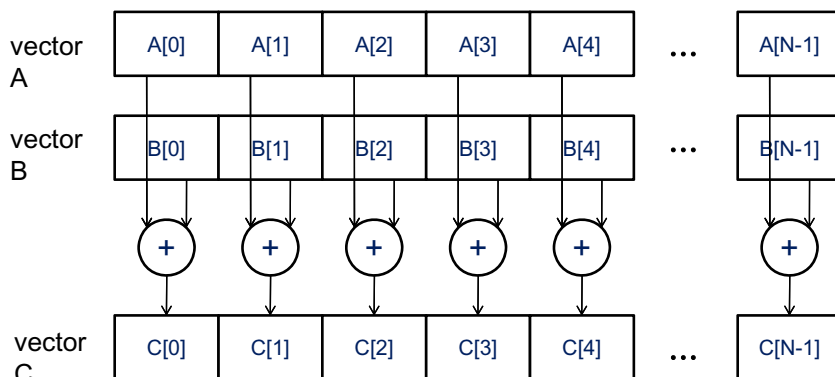 vector
A
A[0] A[1] A[2] A[3] A[4] ... A[N-1]
vector
B
B[0] B[1] B[2] B[3] B[4] ... B[N-1]
+ + + + + +
vector
C
C[0] C[1] C[2] C[3] C[4] ... C[N-1]